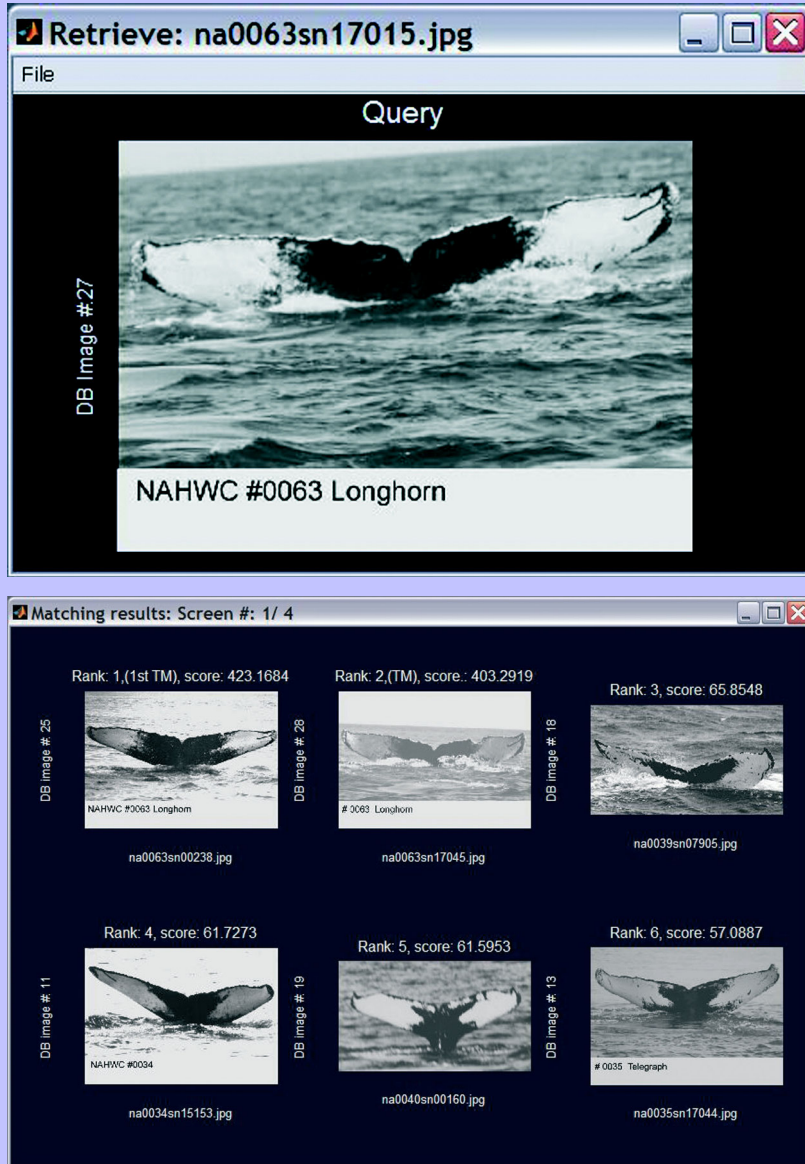 Retrieve: na0063sn17015.jpg
File
Query
DB Image #:27
NAHWC #0063 Longhorn
Matching results: Screen #: 1/ 4
Rank: 1,(1st TM), score: 423.1684
DB image #: 25
NAHWC #0063 Longhorn
na0063sn00238.jpg
Rank: 2,(TM), score.: 403.2919
DB image #: 28
# 0063 Longhorn
na0063sn17045.jpg
Rank: 3, score: 65.8548
DB image #: 18
na0039sn07905.jpg
Rank: 4, score: 61.7273
DB image #: 11
NAHWC #0034
na0034sn15153.jpg
Rank: 5, score: 61.5953
DB image #: 19
na0040sn00160.jpg
Rank: 6, score: 57.0887
DB image #: 13
# 0035 Telegraph
na0035sn17044.jpg